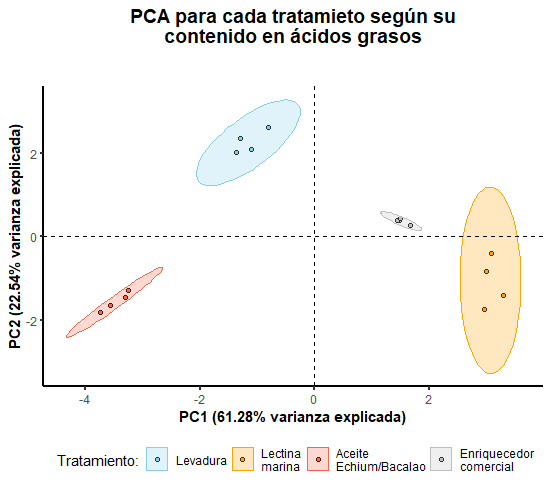 PCA para cada tratamieto según su
contenido en ácidos grasos
PC2 (22.54% varianza explicada)
2
0
-2
-4
-2
0
2
PC1 (61.28% varianza explicada)
Tratamiento:
Levadura
Lectina
marina
Aceite
Echium/Bacalao
Enriquecedor
comercial